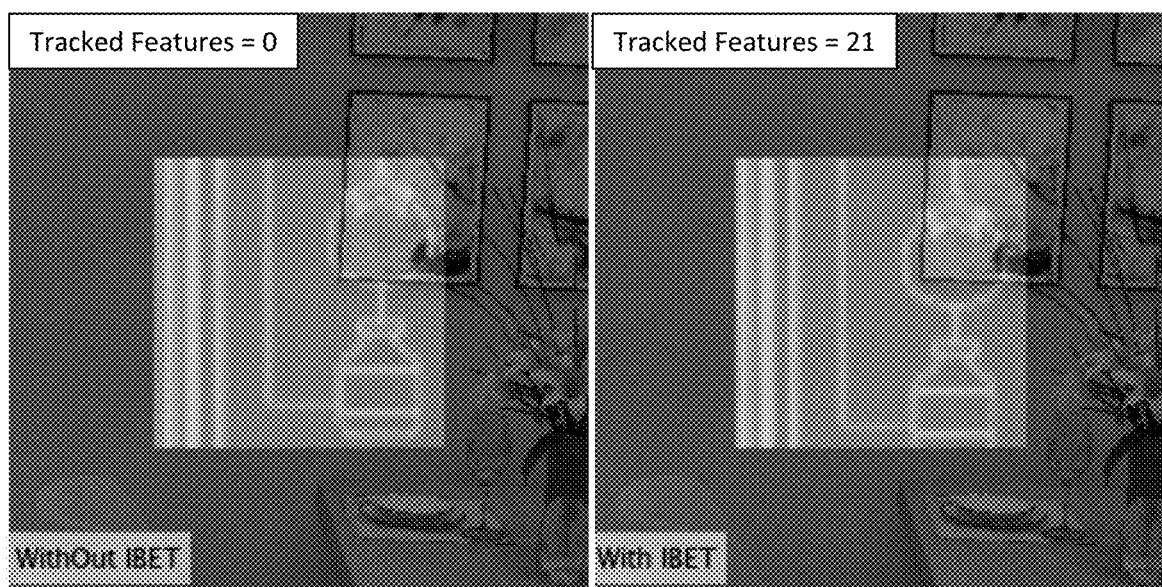 Tracked Features = 0
Tracked Features = 21
WithOut IBET
With IBET